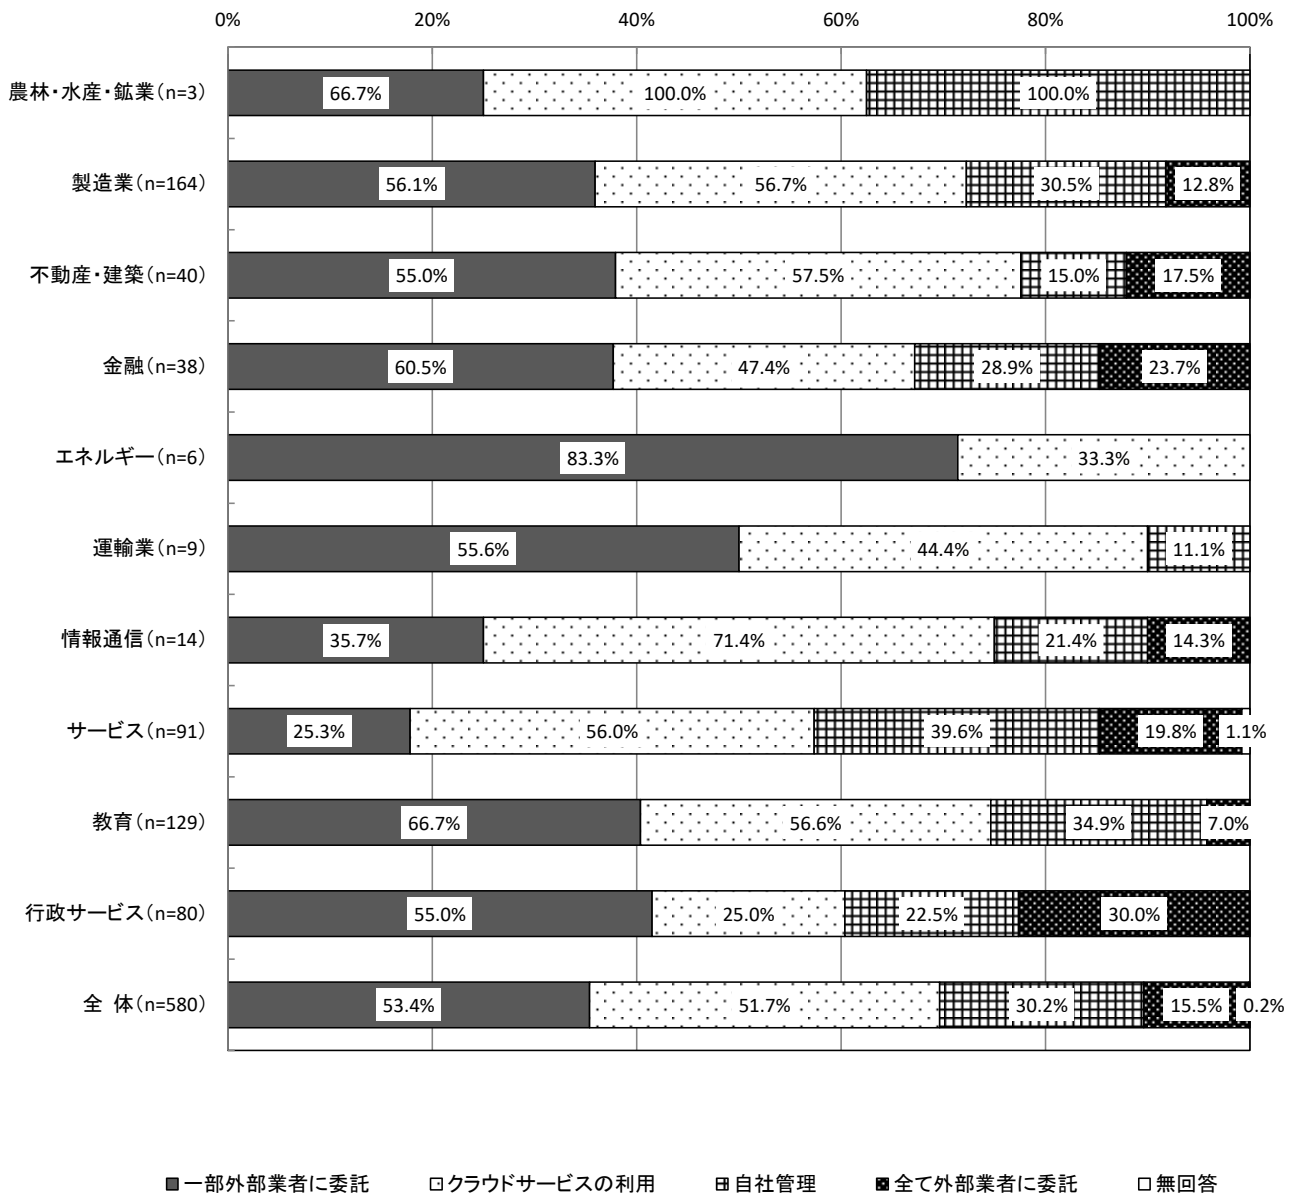 0% 20% 40% 60% 80% 100%
農林・水産・鉱業(n=3) 66.7% 100.0% 100.0%
製造業(n=164) 56.1% 56.7% 30.5% 12.8%
不動産・建築(n=40) 55.0% 57.5% 15.0% 17.5%
金融(n=38) 60.5% 47.4% 28.9% 23.7%
エネルギー(n=6) 83.3% 33.3%
運輸業(n=9) 55.6% 44.4% 11.1%
情報通信(n=14) 35.7% 71.4% 21.4% 14.3%
サービス(n=91) 25.3% 56.0% 39.6% 19.8% 1.1%
教育(n=129) 66.7% 56.6% 34.9% 7.0%
行政サービス(n=80) 55.0% 25.0% 22.5% 30.0%
全 体(n=580) 53.4% 51.7% 30.2% 15.5% 0.2%
一部外部業者に委託 クラウドサービスの利用 自社管理 全て外部業者に委託 無回答